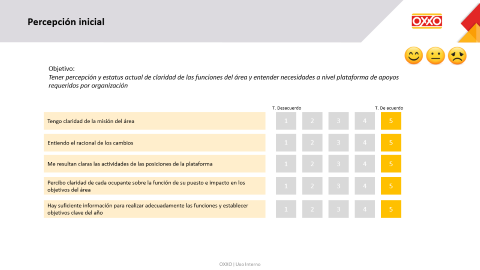 Percepción inicial
OXXO
Objetivo:
Tener percepción y estatus actual de claridad de las funciones del área y entender necesidades a nivel plataforma de apoyos
requeridos por organización
T. Desacuerdo
T. De acuerdo
Tengo claridad de la misión del área
1 2 3 4 5
Entiendo el racional de los cambios
1 2 3 4 5
Me resultan claras las actividades de las posiciones de la plataforma
1 2 3 4 5
Percibo claridad de cada ocupante sobre la función de su puesto e impacto en los
objetivos del área
1 2 3 4 5
Hay suficiente información para realizar adecuadamente las funciones y establecer
objetivos clave del año
1 2 3 4 5
OXXO | Uso Interno